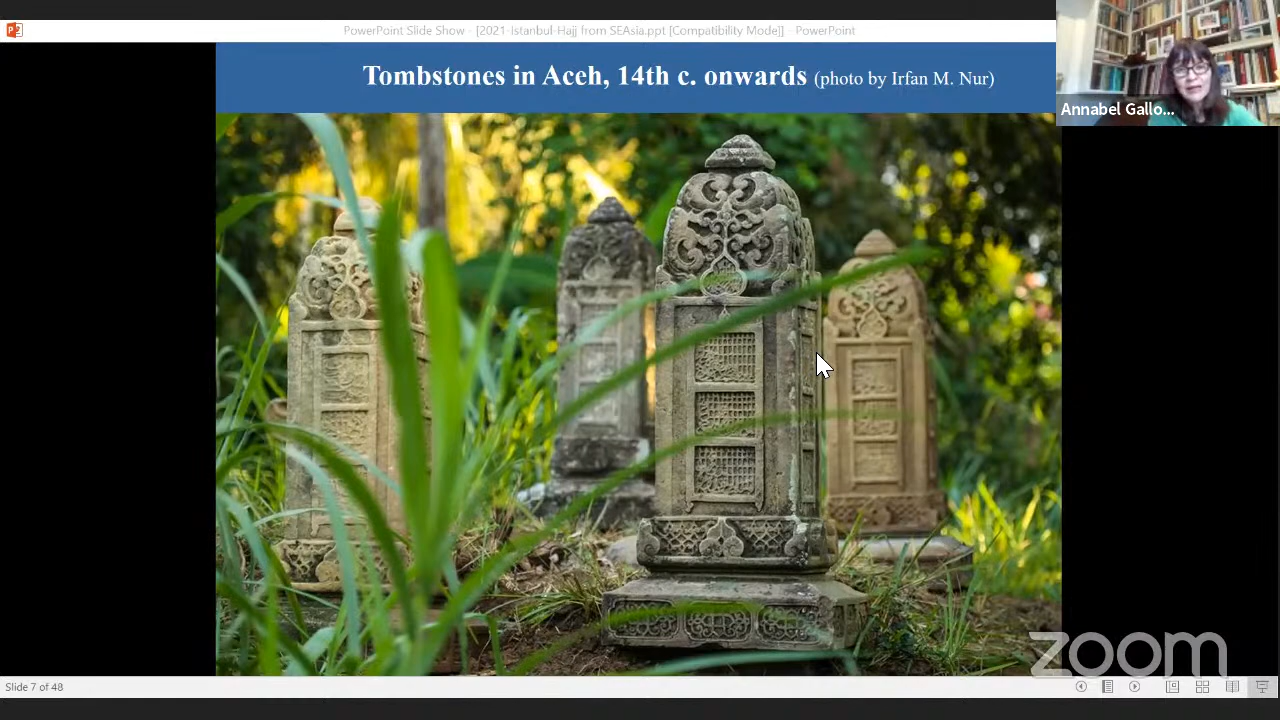 PowerPoint Slide Show - [2021-Istanbul-Hajj from SEAsia.ppt [Compatibility Mode]] - PowerPoint
Tombstones in Aceh, 14th c. onwards (photo by Irfan M. Nur)
Annabel Gallo...
zoom
Slide 7 of 48